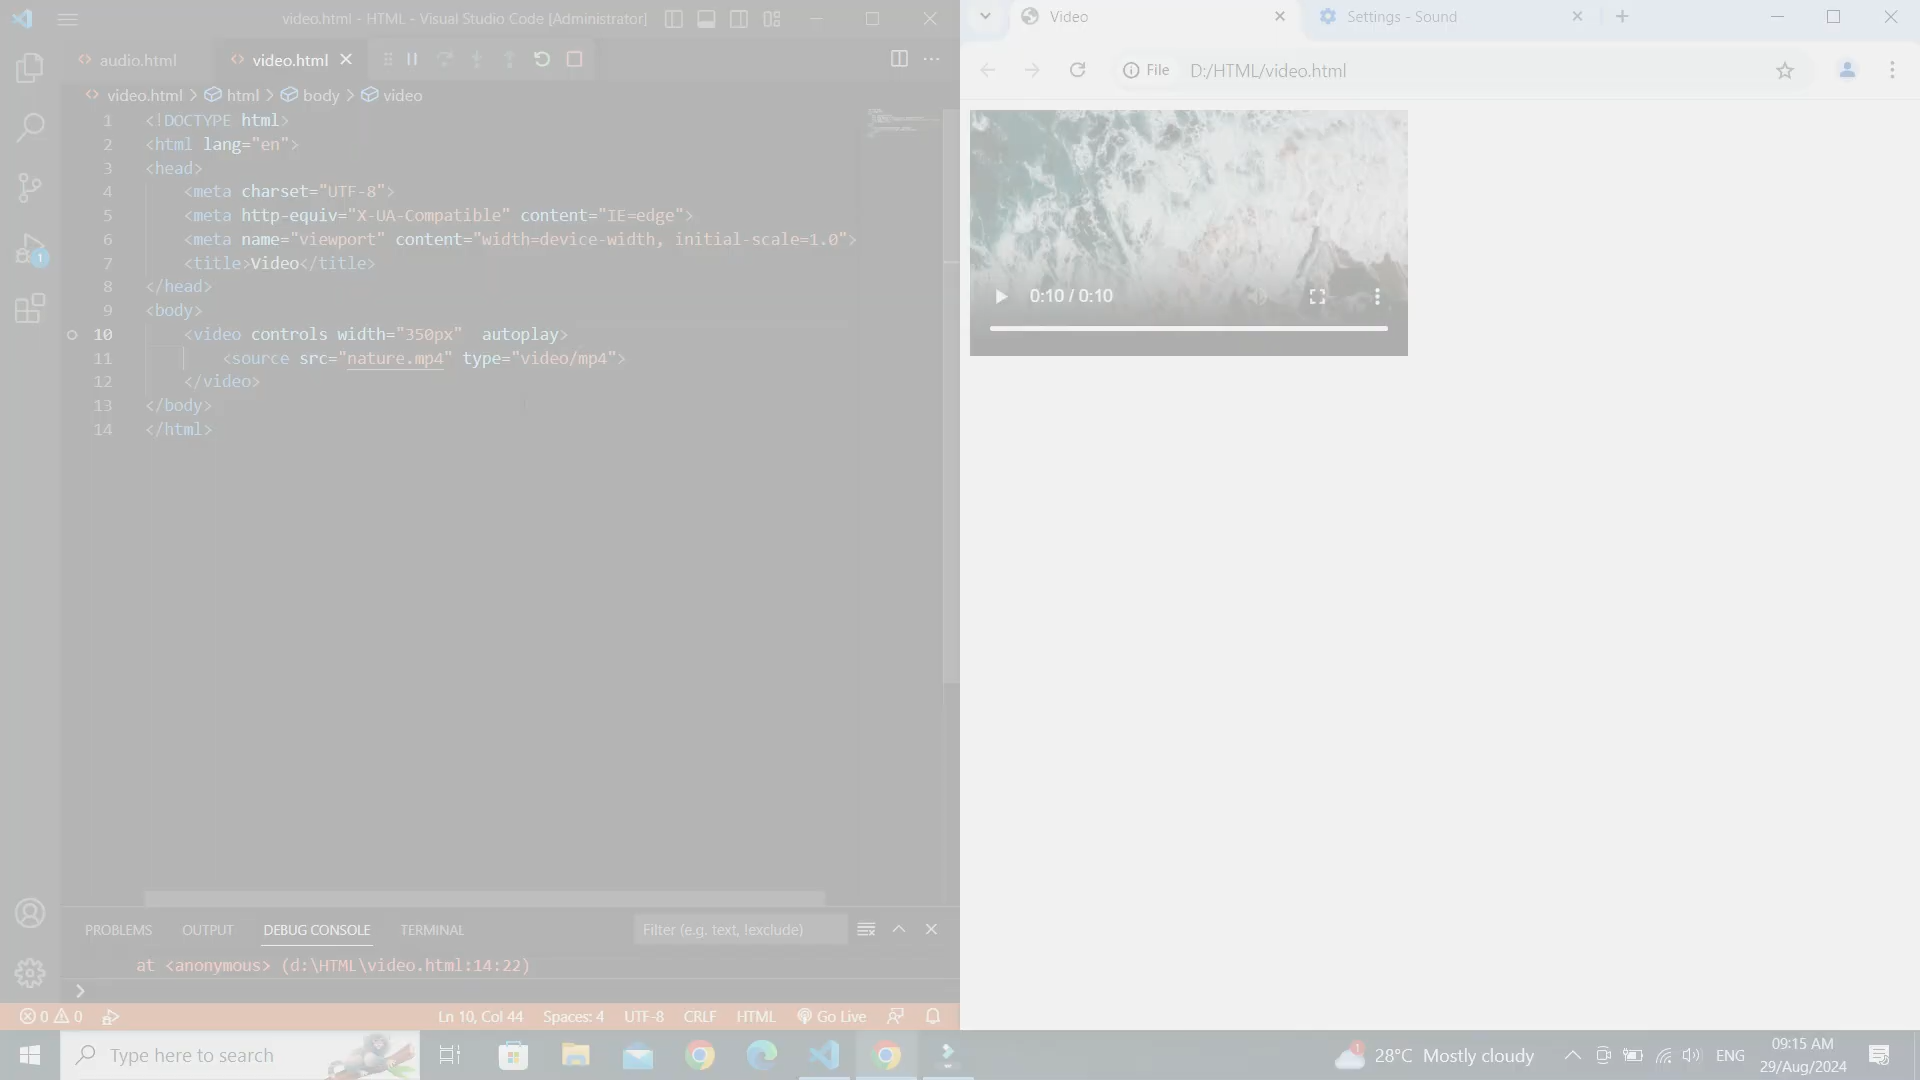 video.html - HTML - Visual Studio Code [Administrator]
audio.html
video.html
video.html > html > body > video
1 <!DOCTYPE html>
2 <html lang="en">
3 <head>
4 <meta charset="UTF-8">
5 <meta http-equiv="X-UA-Compatible" content="IE=edge">
6 <meta name="viewport" content="width=device-width, initial-scale=1.0">
7 <title>Video</title>
8 </head>
9 <body>
10 <video controls width="350px"  autoplay>
11 <source src="nature.mp4" type="video/mp4">
12 </video>
13 </body>
14 </html>
1
PROBLEMS OUTPUT DEBUG CONSOLE TERMINAL Filter (e.g. text, !exclude)
at <anonymous> (d:\HTML\video.html:14:22)
0 0 Ln 10, Col 44 Spaces: 4 UTF-8 CRLF HTML Go Live
Video
Settings - Sound
File D:/HTML/video.html
0:10 / 0:10
Type here to search
1 28°C Mostly cloudy
ENG
09:15 AM
29/Aug/2024